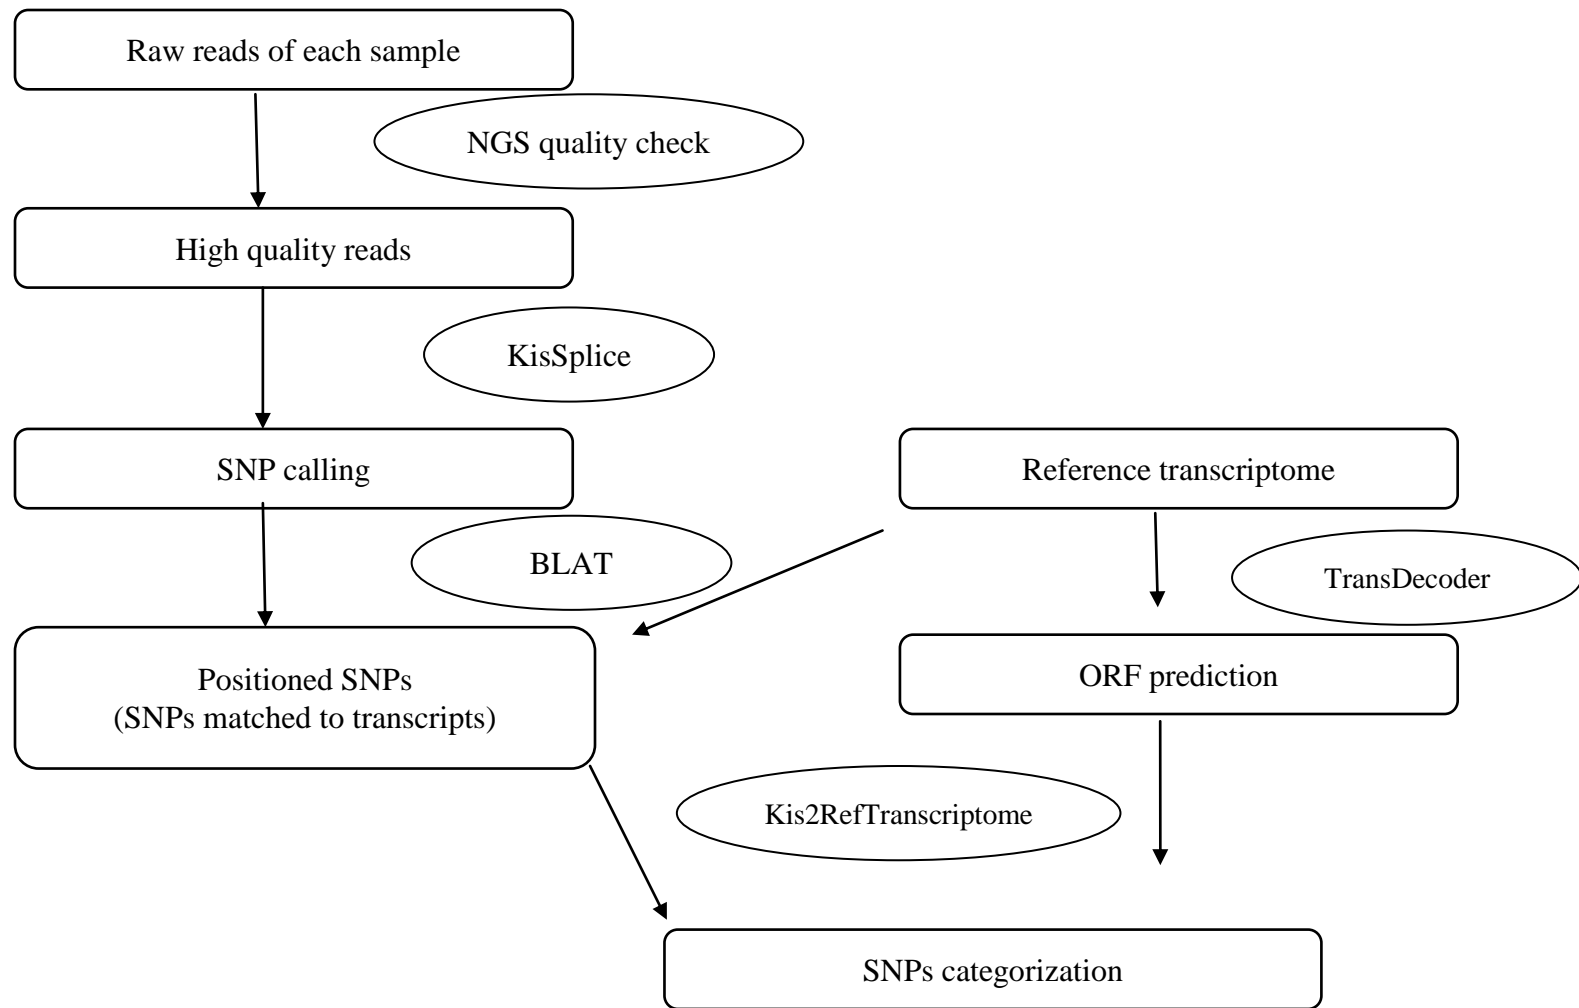 Raw reads of each sample
NGS quality check
High quality reads
KisSplice
SNP calling
Reference transcriptome
BLAT
TransDecoder
Positioned SNPs
(SNPs matched to transcripts)
ORF prediction
Kis2RefTranscriptome
SNPs categorization